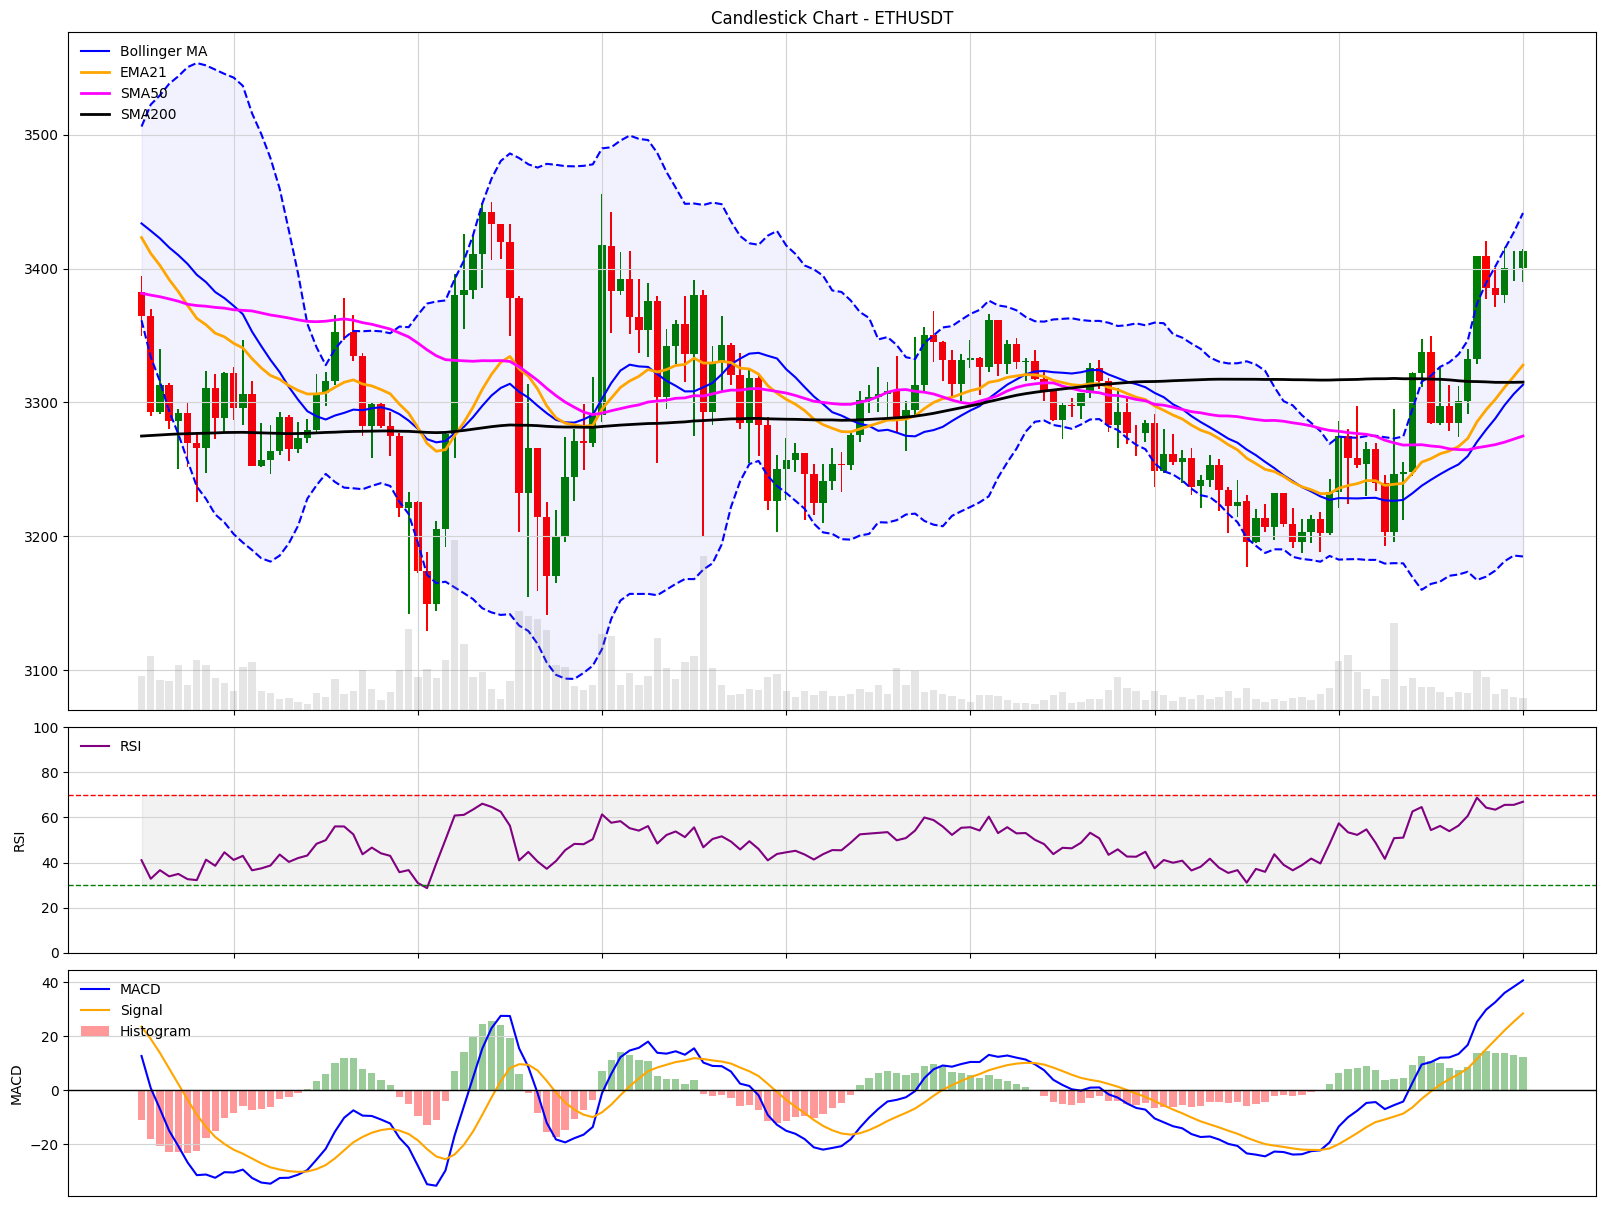 Candlestick Chart - ETHUSDT
Bollinger MA
EMA21
SMA50
SMA200
3500
3400
3300
3200
3100
RSI
100
80
60
40
20
0
RSI
MACD
Signal
Histogram
40
20
0
−20
MACD